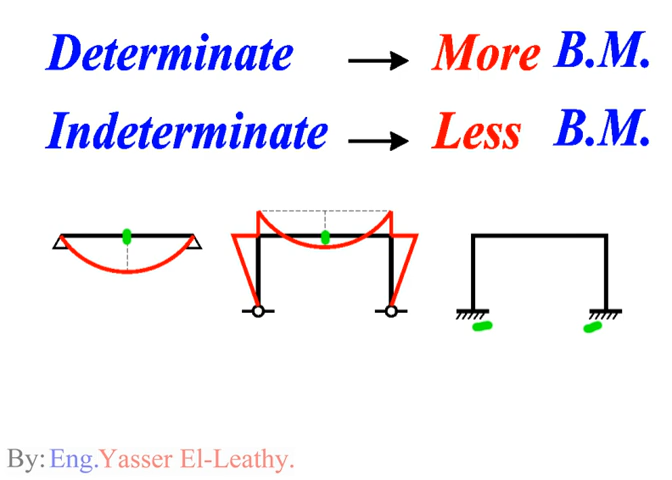 Determinate → More B.M.
Indeterminate → Less B.M.
By: Eng.Yasser El-Leathy.